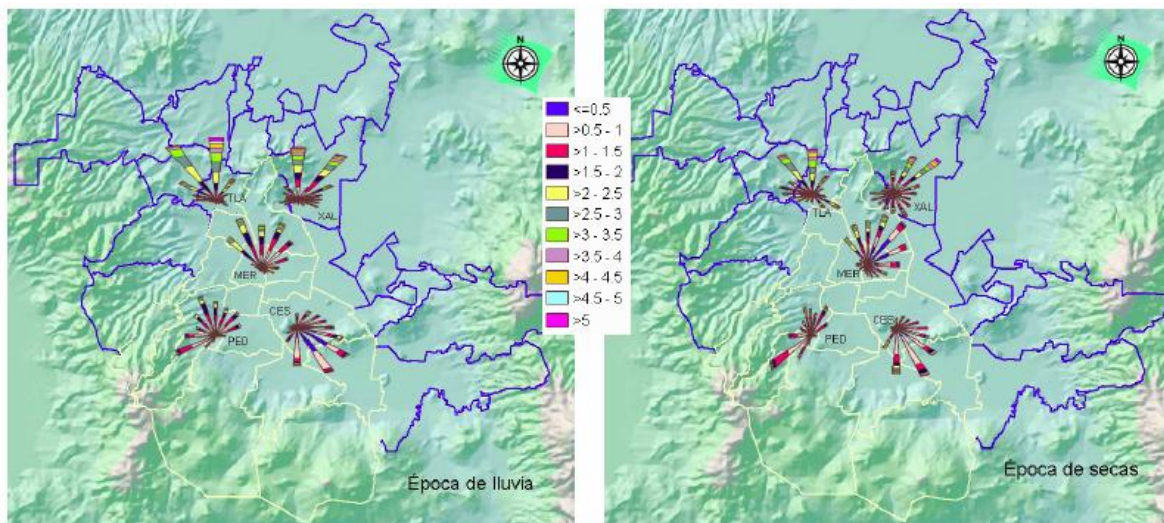 N
N
<=0.5
>0.5 - 1
>1 - 1.5
>1.5 - 2
>2 - 2.5
>2.5 - 3
>3 - 3.5
>3.5 - 4
>4 - 4.5
>4.5 - 5
>5
TLA
XAL
MER
CES
PED
Época de lluvia
TLA
XAL
MER
PED
CES
Época de secas